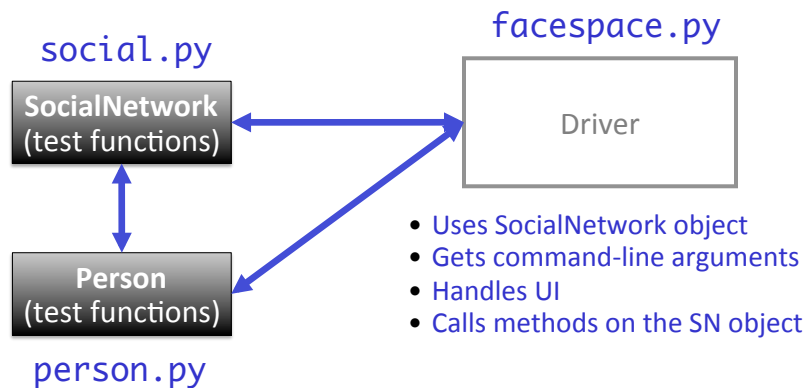 social.py
SocialNetwork
(test functions)
Person
(test functions)
person.py
facespace.py
Driver
• Uses SocialNetwork object
• Gets command-line arguments
• Handles UI
• Calls methods on the SN object